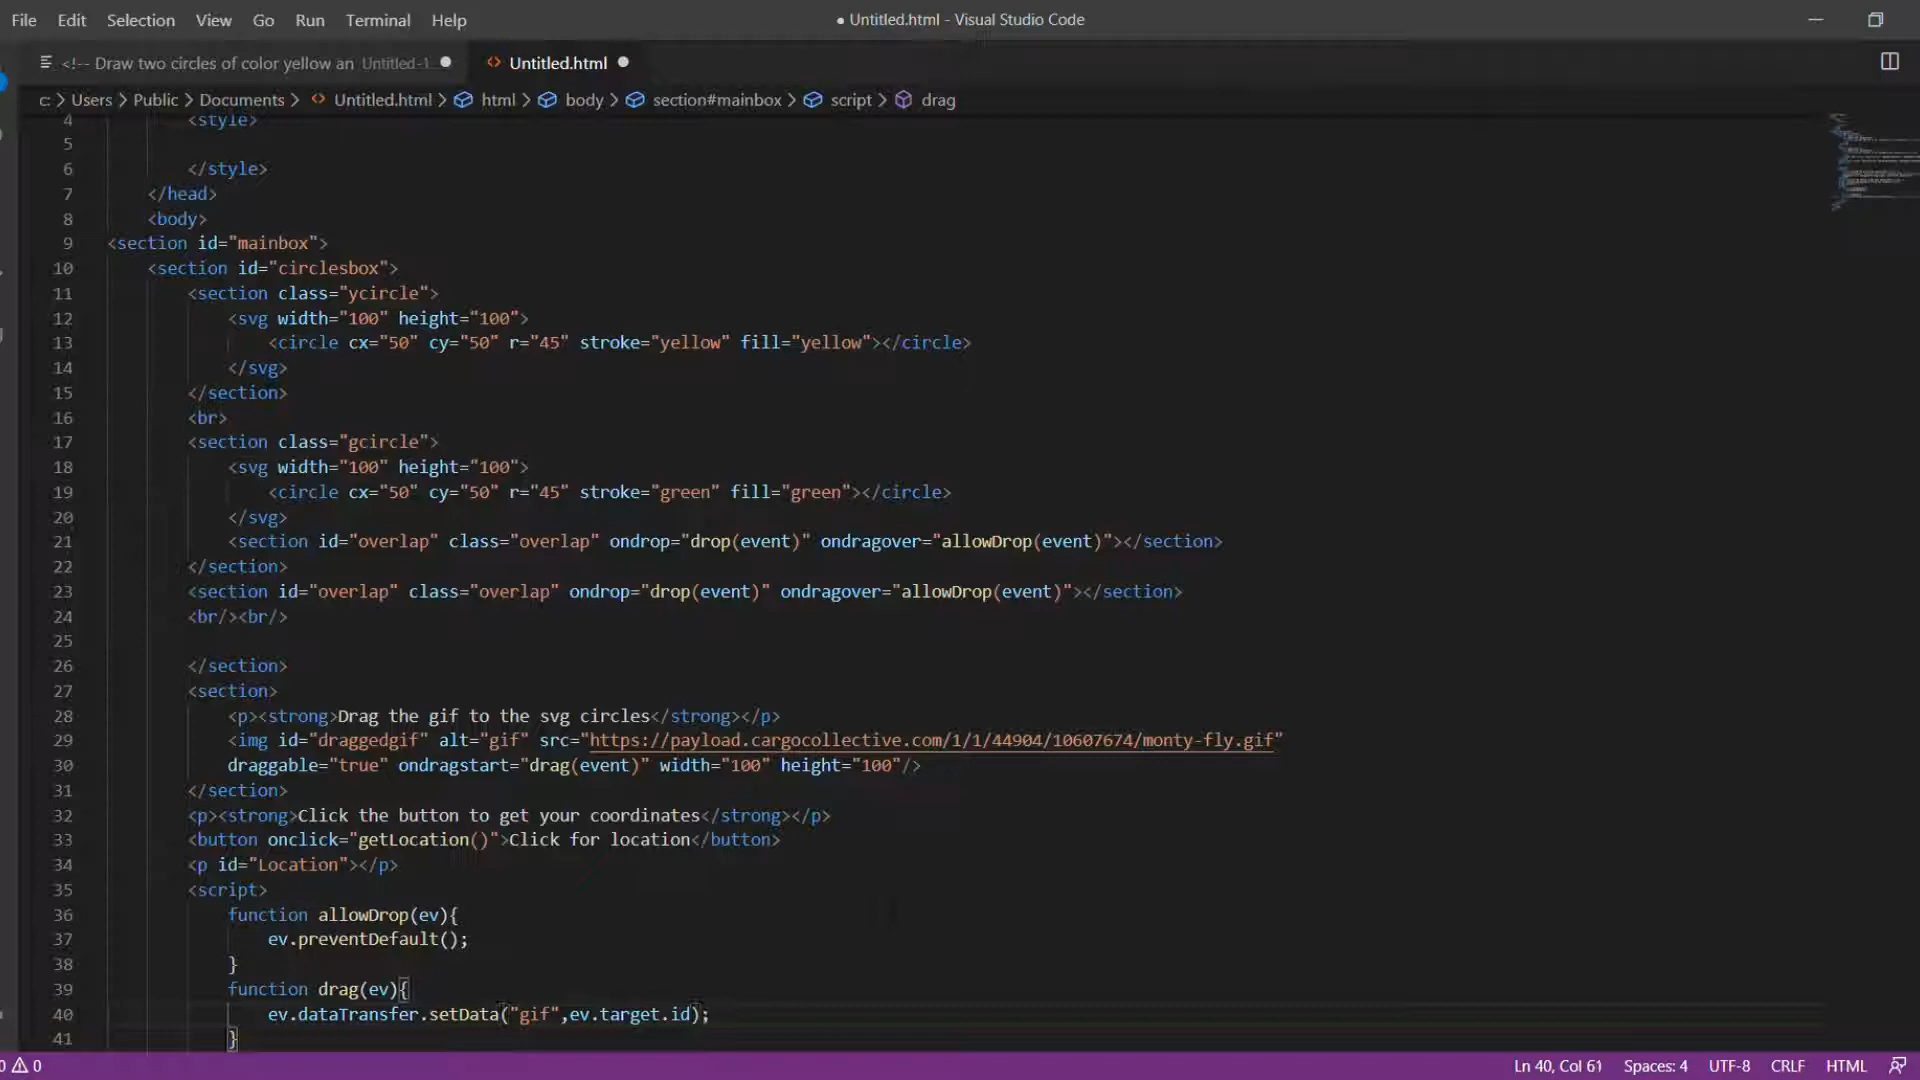 File Edit Selection View Go Run Terminal Help
● Untitled.html - Visual Studio Code
<!-- Draw two circles of color yellow an Untitled-1 ●
<> Untitled.html ●
c: > Users > Public > Documents > <> Untitled.html > html > body > section#mainbox > script > drag
4 <style>
5
6 </style>
7 </head>
8 <body>
9 <section id="mainbox">
10 <section id="circlesbox">
11 <section class="ycircle">
12 <svg width="100" height="100">
13 <circle cx="50" cy="50" r="45" stroke="yellow" fill="yellow"></circle>
14 </svg>
15 </section>
16 <br>
17 <section class="gcircle">
18 <svg width="100" height="100">
19 <circle cx="50" cy="50" r="45" stroke="green" fill="green"></circle>
20 </svg>
21 <section id="overlap" class="overlap" ondrop="drop(event)" ondragover="allowDrop(event)"></section>
22 </section>
23 <section id="overlap" class="overlap" ondrop="drop(event)" ondragover="allowDrop(event)"></section>
24 <br/><br/>
25
26 </section>
27 <section>
28 <p><strong>Drag the gif to the svg circles</strong></p>
29 <img id="draggedgif" alt="gif" src="https://payload.cargocollective.com/1/1/44904/10607674/monty-fly.gif"
30 draggable="true" ondragstart="drag(event)" width="100" height="100"/>
31 </section>
32 <p><strong>Click the button to get your coordinates</strong></p>
33 <button onclick="getLocation()">Click for location</button>
34 <p id="Location"></p>
35 <script>
36 function allowDrop(ev){
37 ev.preventDefault();
38 }
39 function drag(ev){
40 ev.dataTransfer.setData("gif",ev.target.id);
41 }
0 ⚠ 0
Ln 40, Col 61 Spaces: 4 UTF-8 CRLF HTML